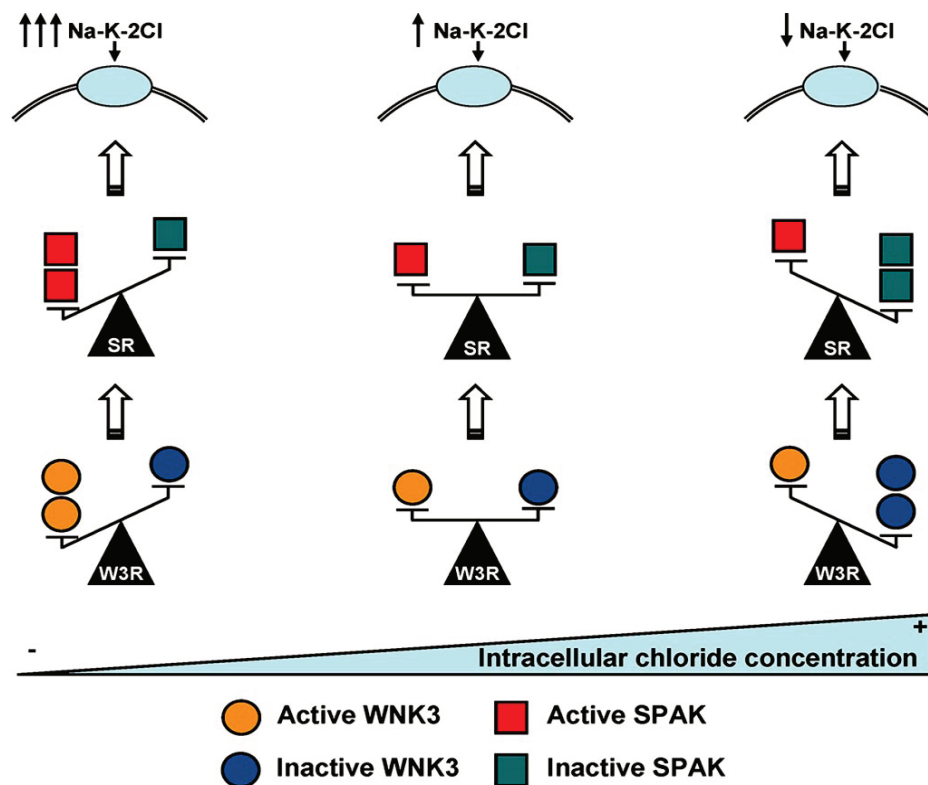 Na-K-2Cl
Na-K-2Cl
Na-K-2Cl
SR
SR
SR
W3R
W3R
W3R
-
+
Intracellular chloride concentration
Active WNK3
Active SPAK
Inactive WNK3
Inactive SPAK